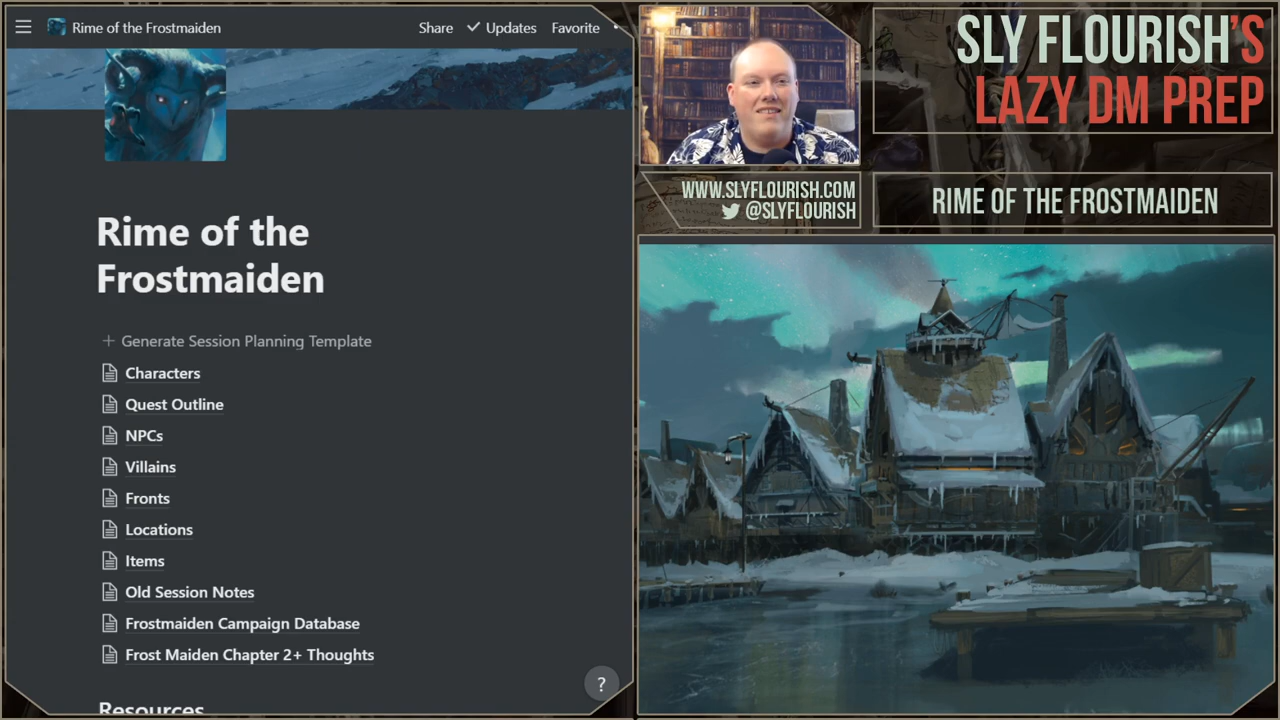 Rime of the Frostmaiden
Share
Updates
Favorite
Rime of the
Frostmaiden
Generate Session Planning Template
Characters
Quest Outline
NPCs
Villains
Fronts
Locations
Items
Old Session Notes
Frostmaiden Campaign Database
Frost Maiden Chapter 2+ Thoughts
Resources
?
WWW.SLYFLOURISH.COM
@SLYFLOURISH
SLY FLOURISH'S
LAZY DM PREP
RIME OF THE FROSTMAIDEN